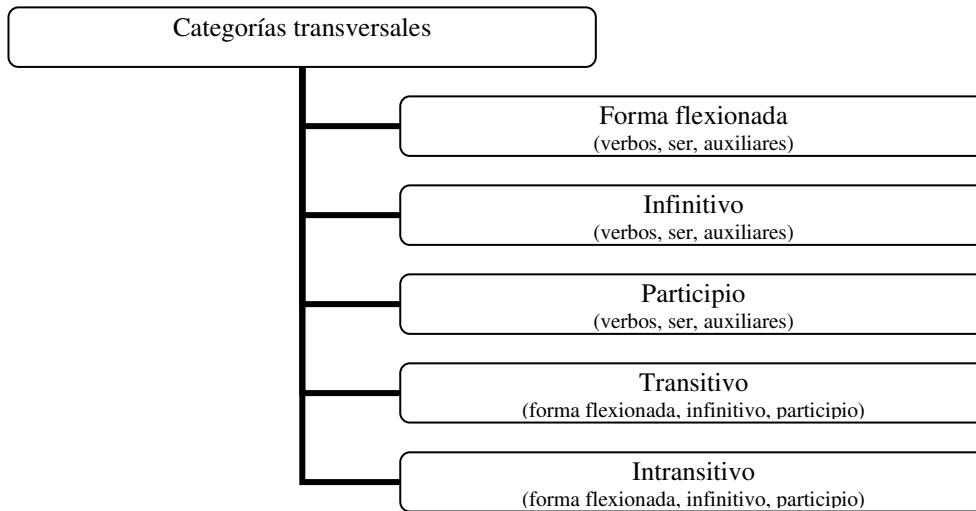 Categorías transversales
Forma flexionada
(verbos, ser, auxiliares)
Infinitivo
(verbos, ser, auxiliares)
Participio
(verbos, ser, auxiliares)
Transitivo
(forma flexionada, infinitivo, participio)
Intransitivo
(forma flexionada, infinitivo, participio)